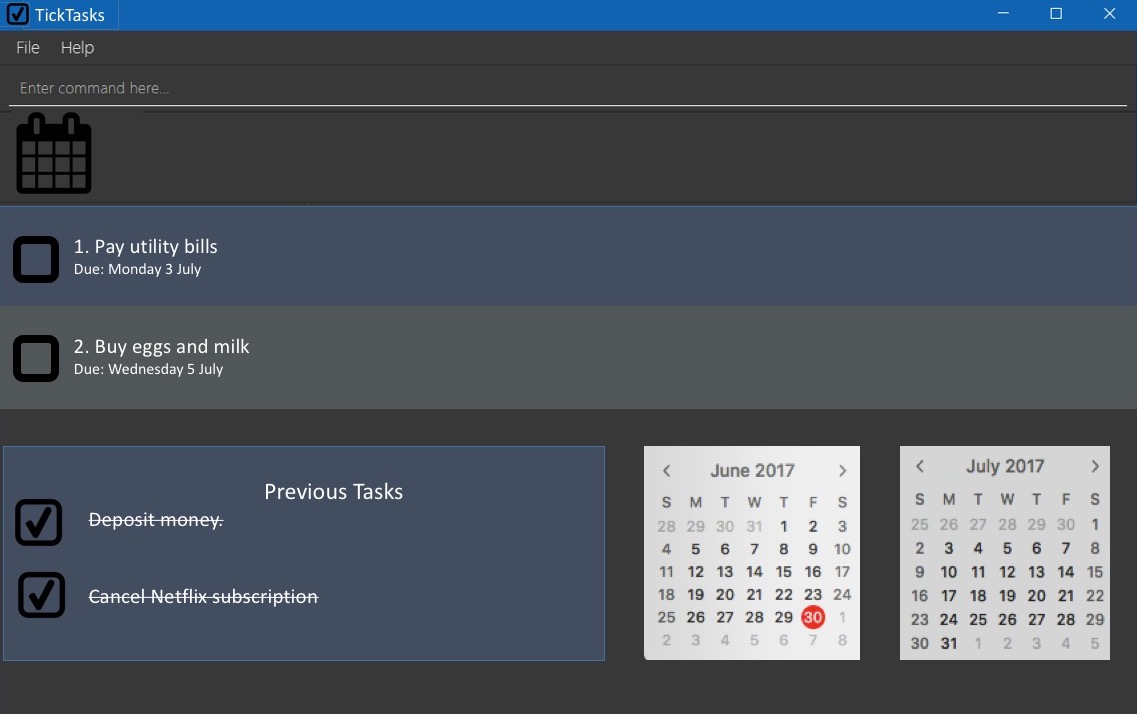 TickTasks
File Help
Enter command here...
1. Pay utility bills
Due: Monday 3 July
2. Buy eggs and milk
Due: Wednesday 5 July
Previous Tasks
Deposit money.
Cancel Netflix subscription
June 2017
S M T W T F S
28 29 30 31 1 2 3
4 5 6 7 8 9 10
11 12 13 14 15 16 17
18 19 20 21 22 23 24
25 26 27 28 29 30 1
2 3 4 5 6 7 8
July 2017
S M T W T F S
25 26 27 28 29 30 1
2 3 4 5 6 7 8
9 10 11 12 13 14 15
16 17 18 19 20 21 22
23 24 25 26 27 28 29
30 31 1 2 3 4 5